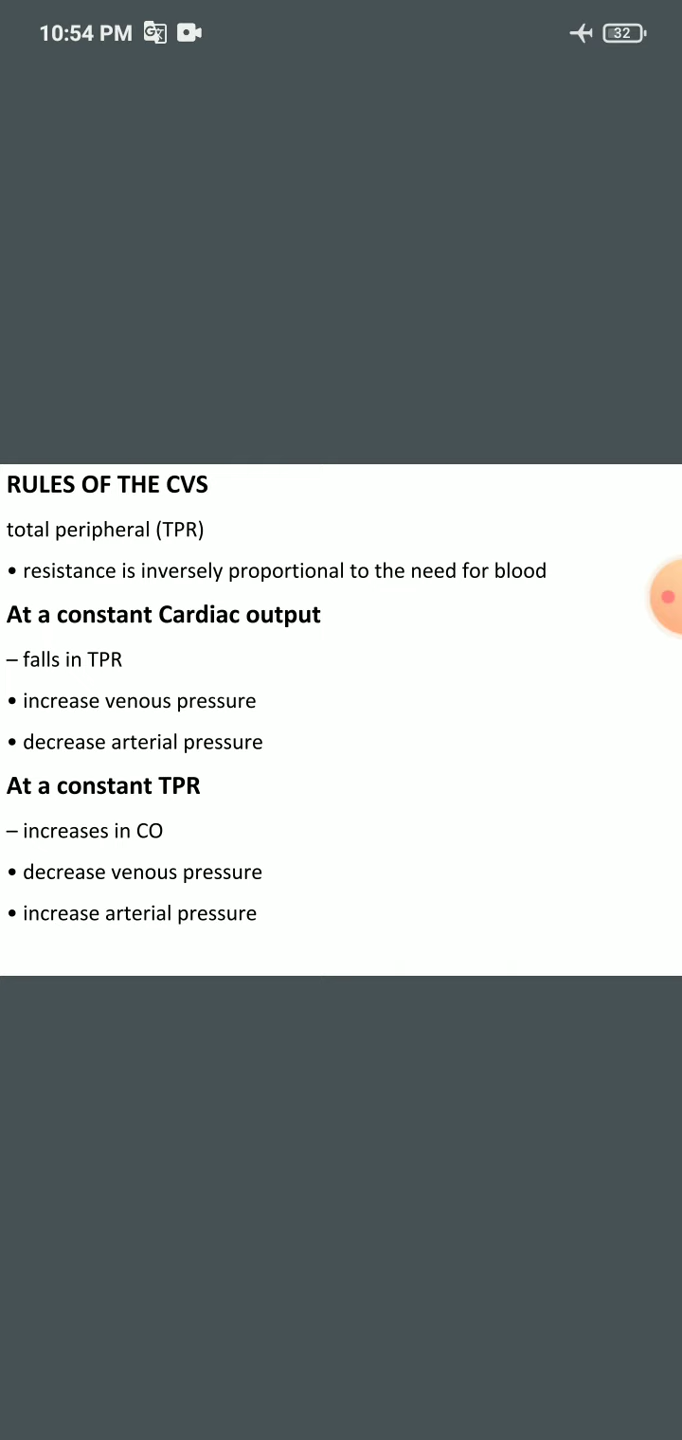 10:54 PM
32
RULES OF THE CVS
total peripheral (TPR)
• resistance is inversely proportional to the need for blood
At a constant Cardiac output
– falls in TPR
• increase venous pressure
• decrease arterial pressure
At a constant TPR
– increases in CO
• decrease venous pressure
• increase arterial pressure